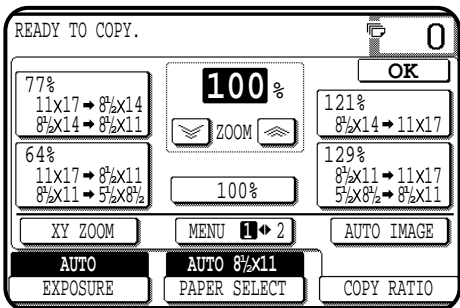 READY TO COPY.
0
OK
77%
11x17 ➡ 8½x14
8½x14 ➡ 8½x11
100 %
ZOOM
121%
8½x14 ➡ 11x17
64%
11x17 ➡ 8½x11
8½x11 ➡ 5½x8½
100%
129%
8½x11 ➡ 11x17
5½x8½ ➡ 8½x11
XY ZOOM
MENU 1 2
AUTO IMAGE
AUTO
AUTO 8½x11
EXPOSURE
PAPER SELECT
COPY RATIO